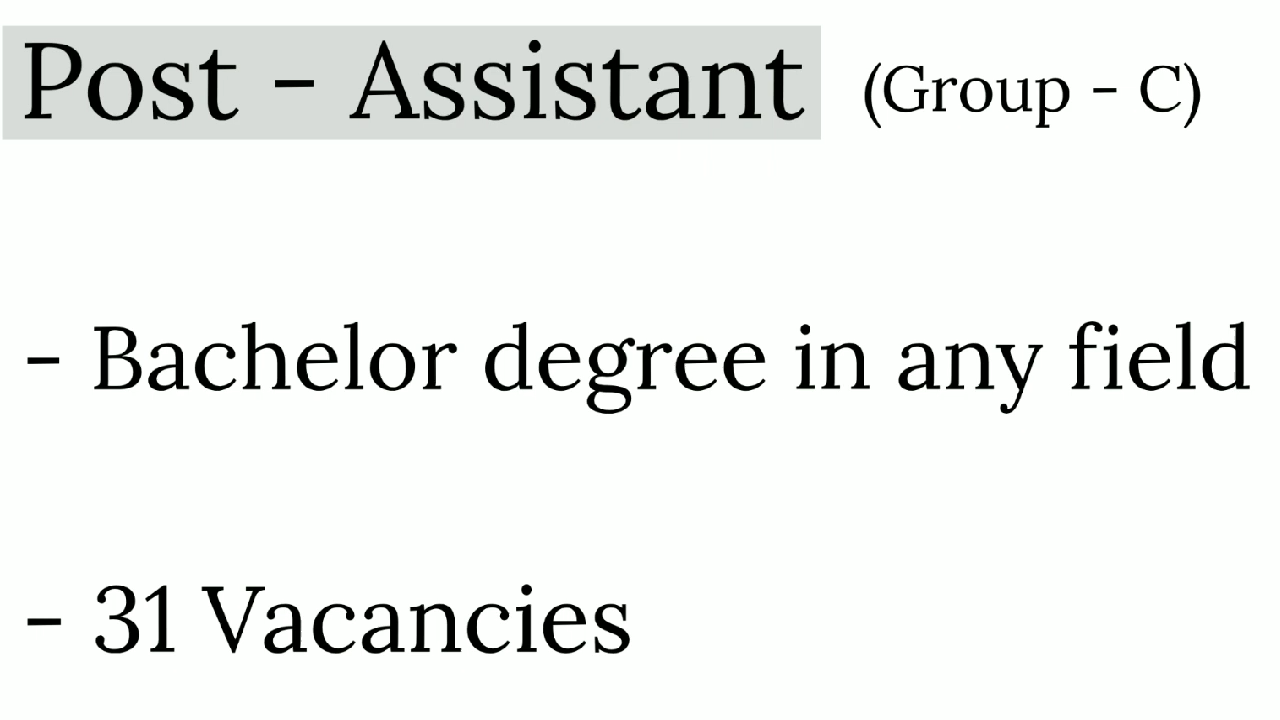 Post - Assistant (Group - C)
- Bachelor degree in any field
- 31 Vacancies